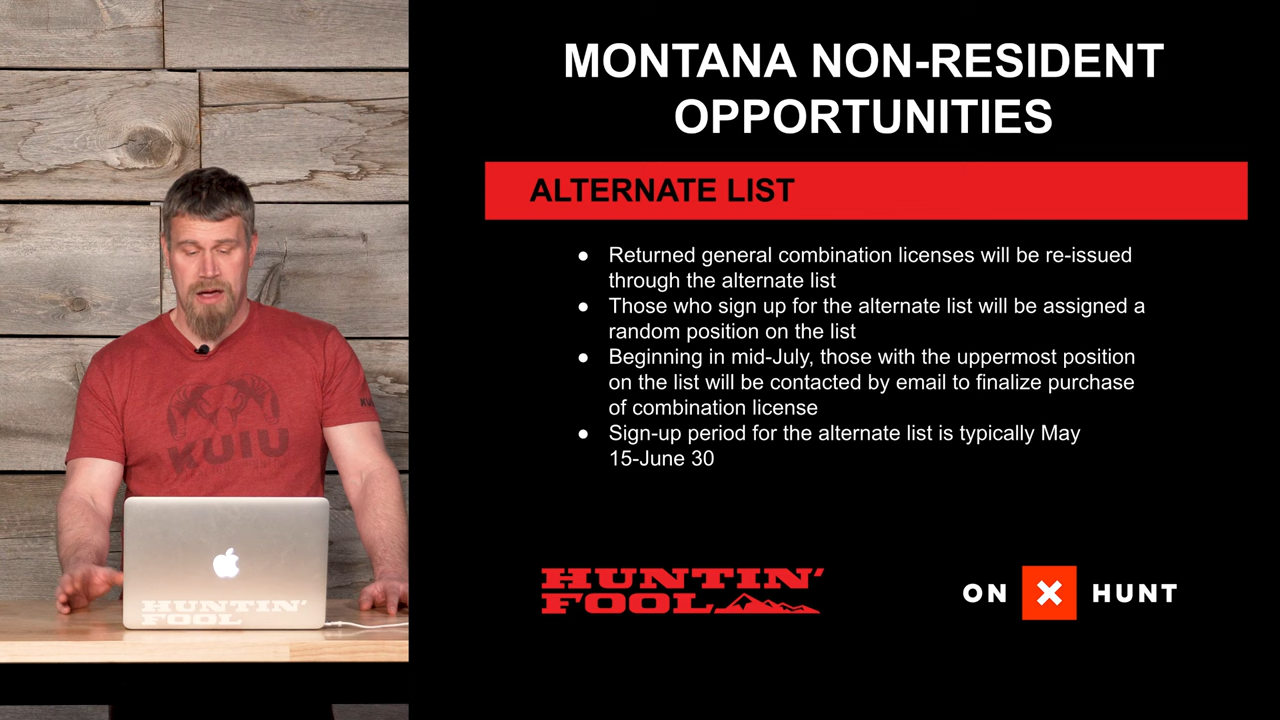 MONTANA NON-RESIDENT
OPPORTUNITIES
ALTERNATE LIST
● Returned general combination licenses will be re-issued
through the alternate list
● Those who sign up for the alternate list will be assigned a
random position on the list
● Beginning in mid-July, those with the uppermost position
on the list will be contacted by email to finalize purchase
of combination license
● Sign-up period for the alternate list is typically May
15-June 30
KUIU
HUNTIN'
FOOL
HUNTIN'
FOOL
ON X HUNT